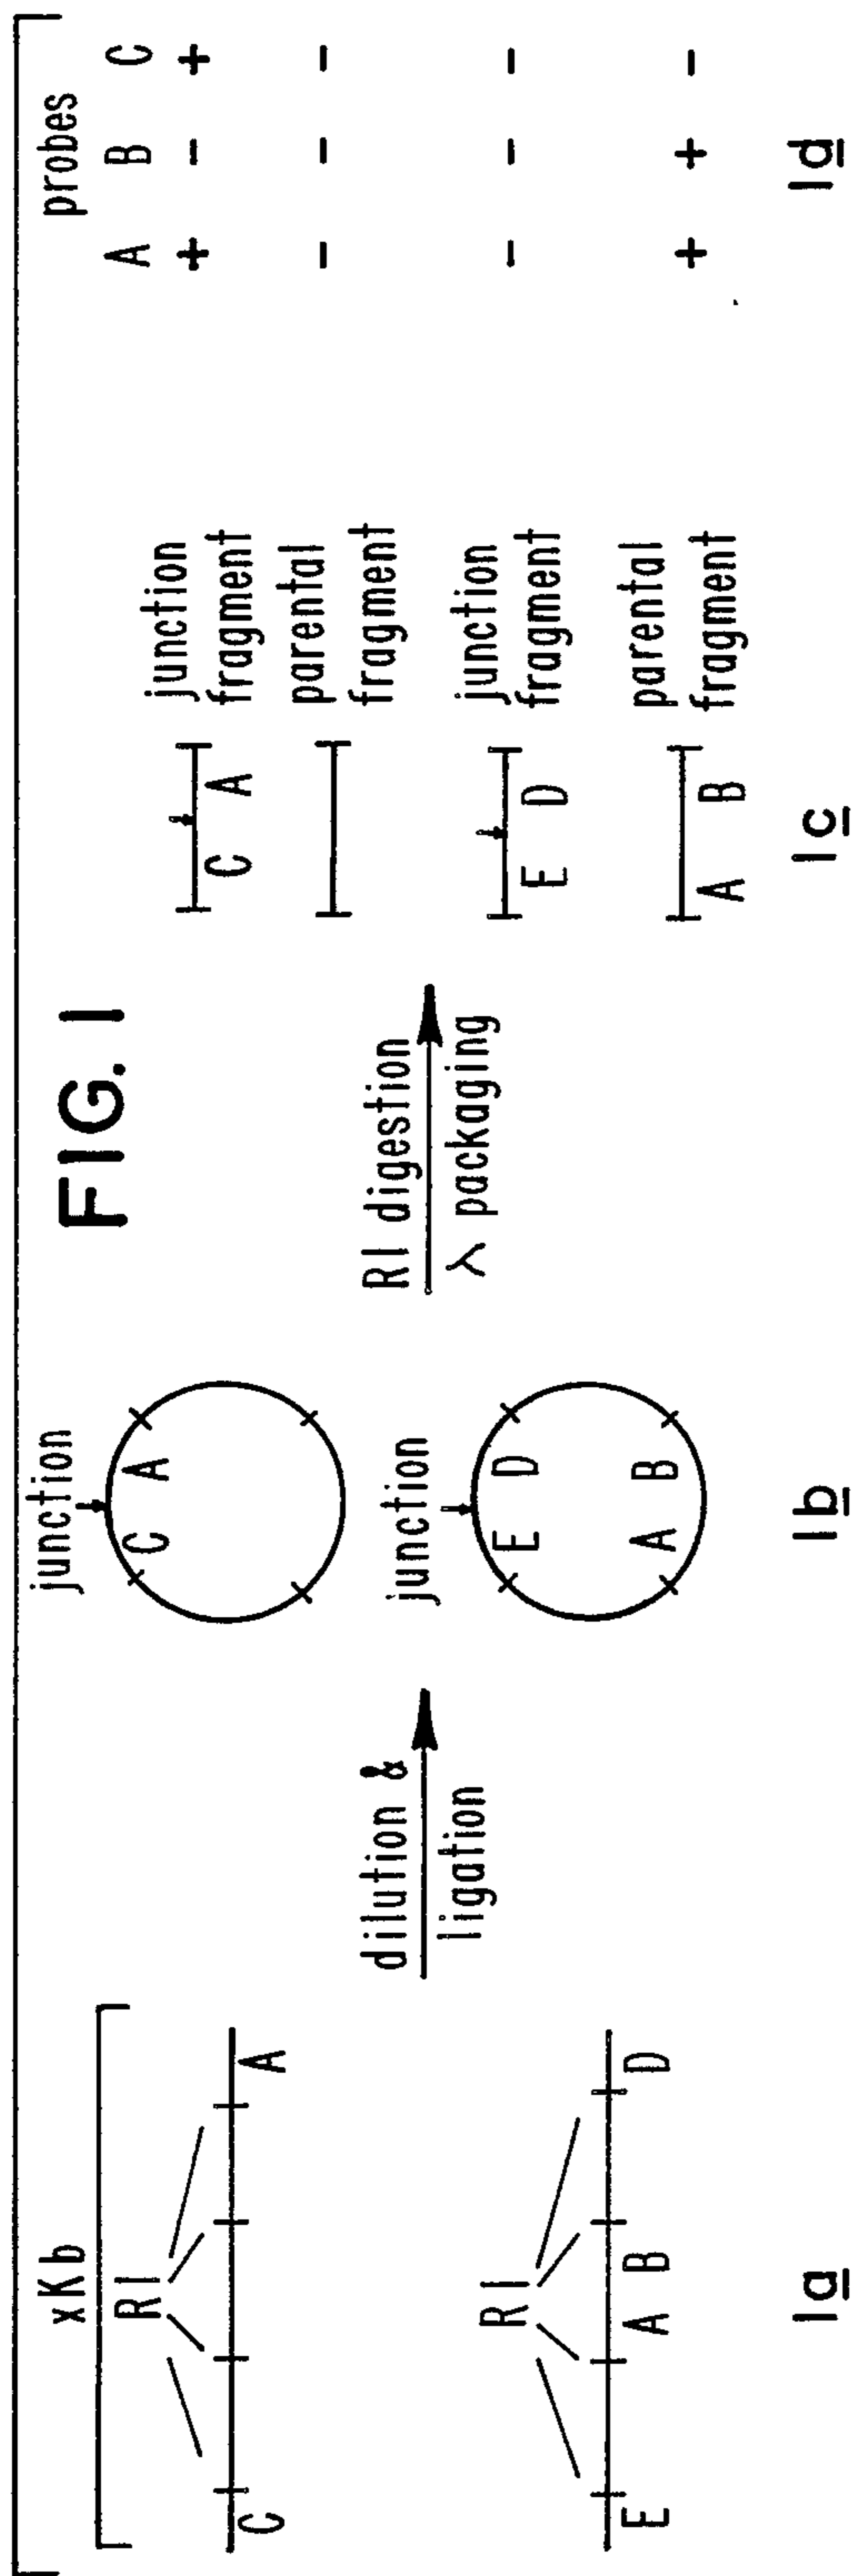 FIG. 1
xKb
RI
C A
RI
E A B D
1a
dilution &
ligation
junction
C A
junction
E D
A B
1b
RI digestion
λ packaging
C A
junction
fragment
parental
fragment
E D
junction
fragment
A B
parental
fragment
1c
probes
A B C
+ - +
- - -
- - -
+ + -
1d